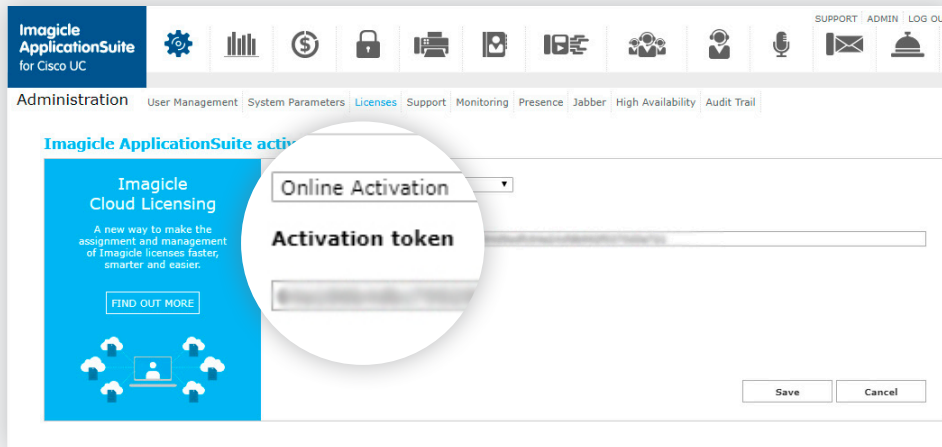 Imagicle
ApplicationSuite
for Cisco UC
SUPPORT ADMIN LOG OU
Administration User Management System Parameters Licenses Support Monitoring Presence Jabber High Availability Audit Trail
Imagicle ApplicationSuite activ
Imagicle
Cloud Licensing
A new way to make the
assignment and management
of Imagicle licenses faster,
smarter and easier.
FIND OUT MORE
Online Activation
Activation token
Save Cancel